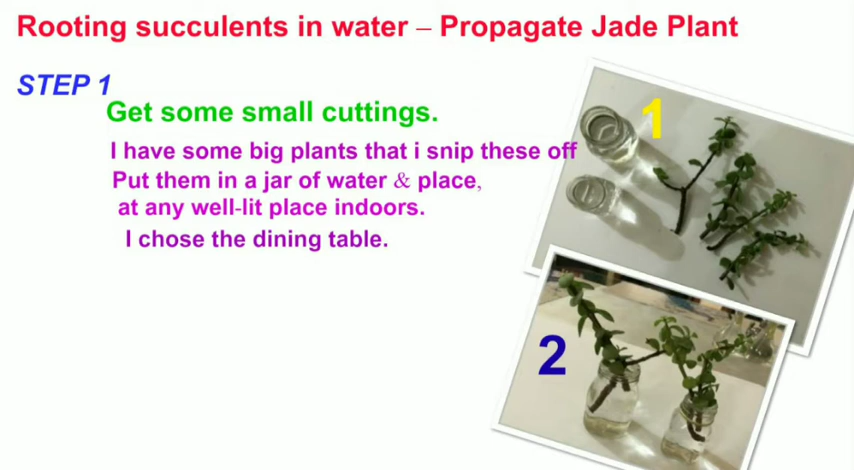 Rooting succulents in water – Propagate Jade Plant
STEP 1
Get some small cuttings.
I have some big plants that i snip these off
Put them in a jar of water & place,
at any well-lit place indoors.
I chose the dining table.
1
2